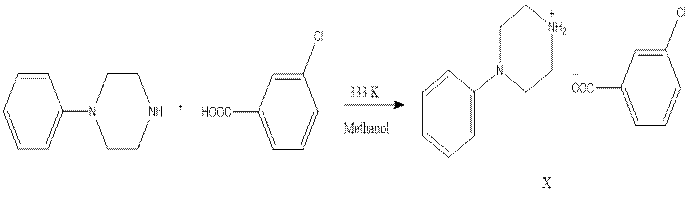 Cl
Cl
+
NH2
N
N
NH
+
HOOC
333 K
Methanol
-
OOC
X